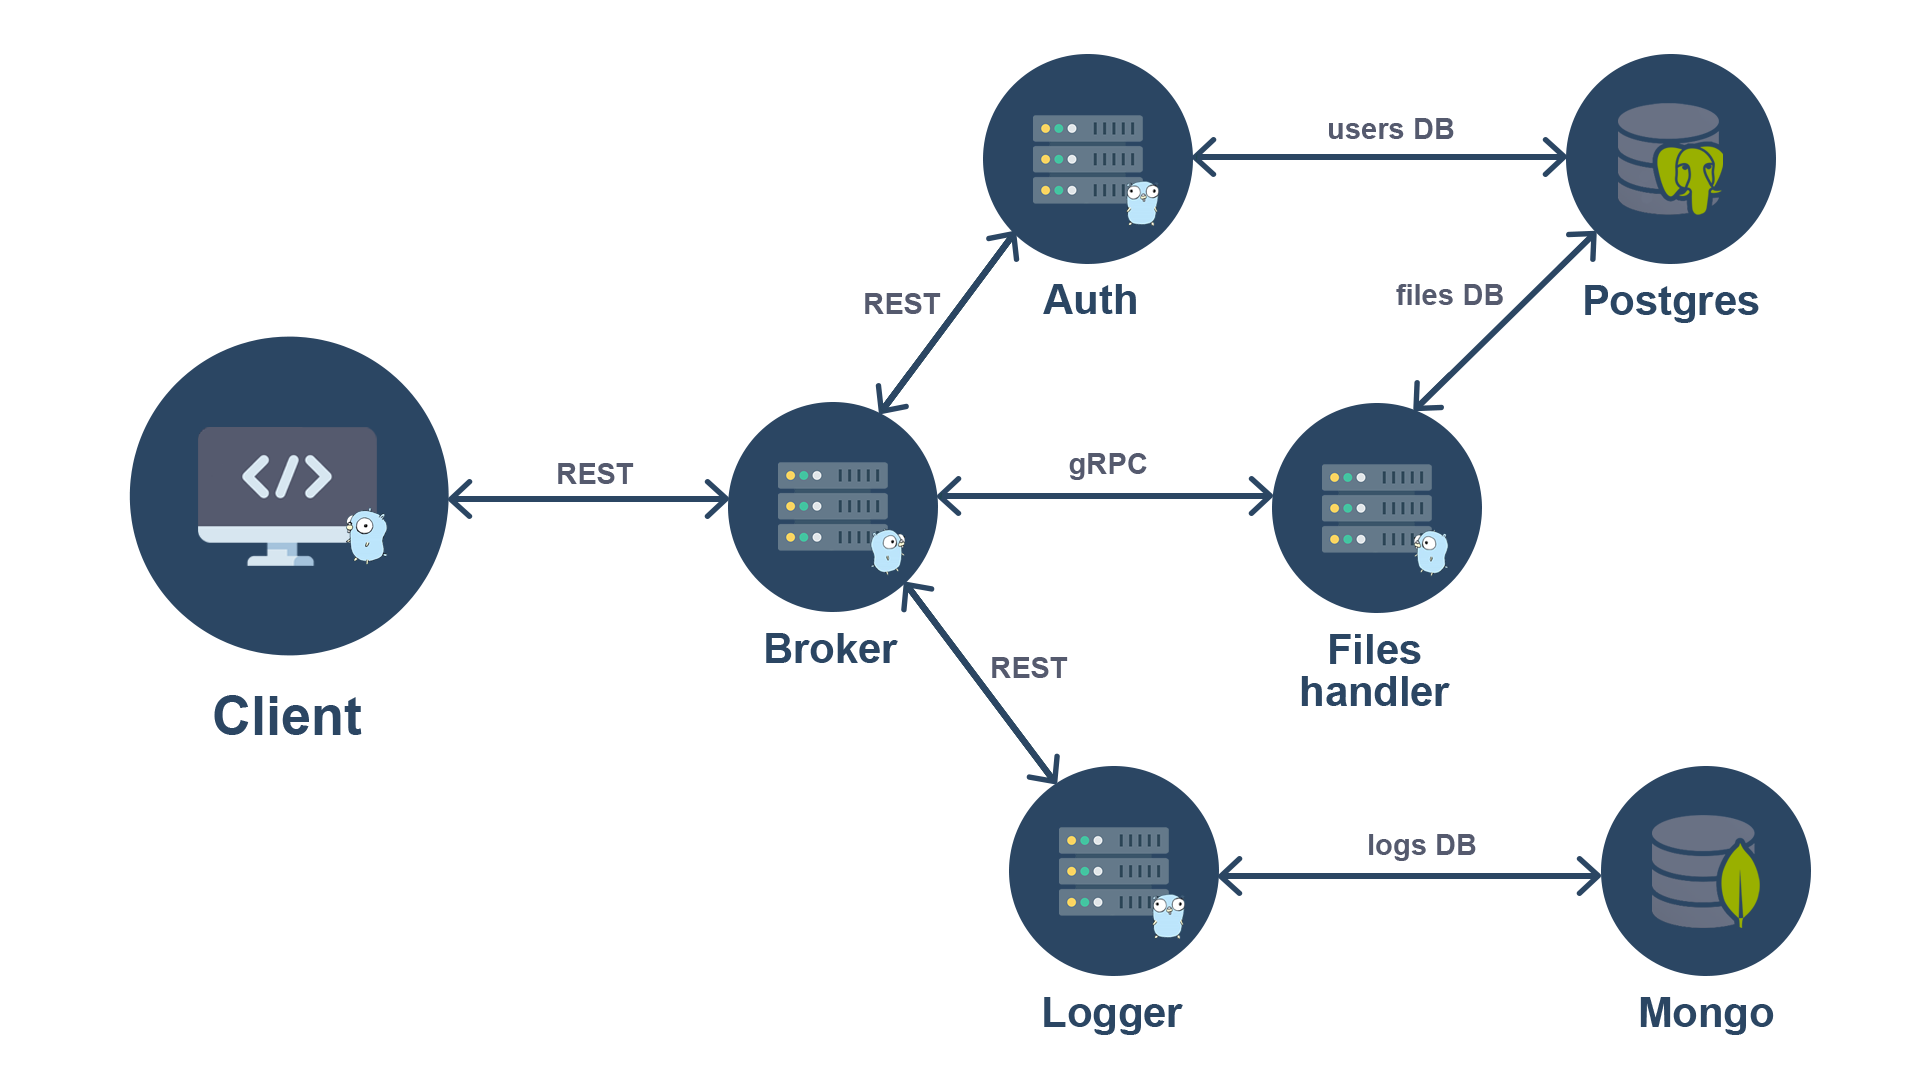 users DB
REST
Auth
files DB
Postgres
REST
gRPC
Client
Broker
REST
Files
handler
logs DB
Logger
Mongo